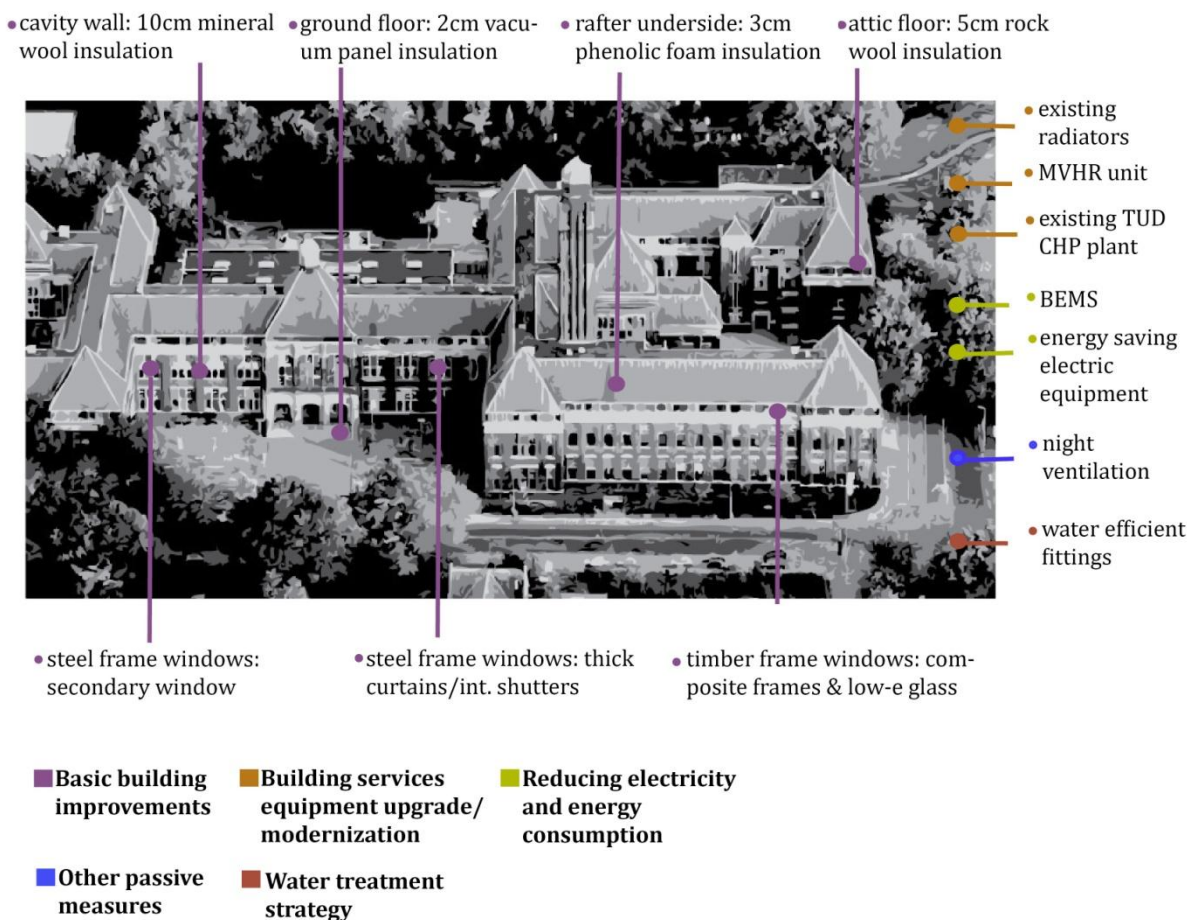 • cavity wall: 10cm mineral
wool insulation
• ground floor: 2cm vacu-
um panel insulation
• rafter underside: 3cm
phenolic foam insulation
• attic floor: 5cm rock
wool insulation
• existing
radiators
• MVHR unit
• existing TUD
CHP plant
• BEMS
• energy saving
electric
equipment
• night
ventilation
• water efficient
fittings
• steel frame windows:
secondary window
• steel frame windows: thick
curtains/int. shutters
• timber frame windows: com-
posite frames & low-e glass
Basic building
improvements
Building services
equipment upgrade/
modernization
Reducing electricity
and energy
consumption
Other passive
measures
Water treatment
strategy